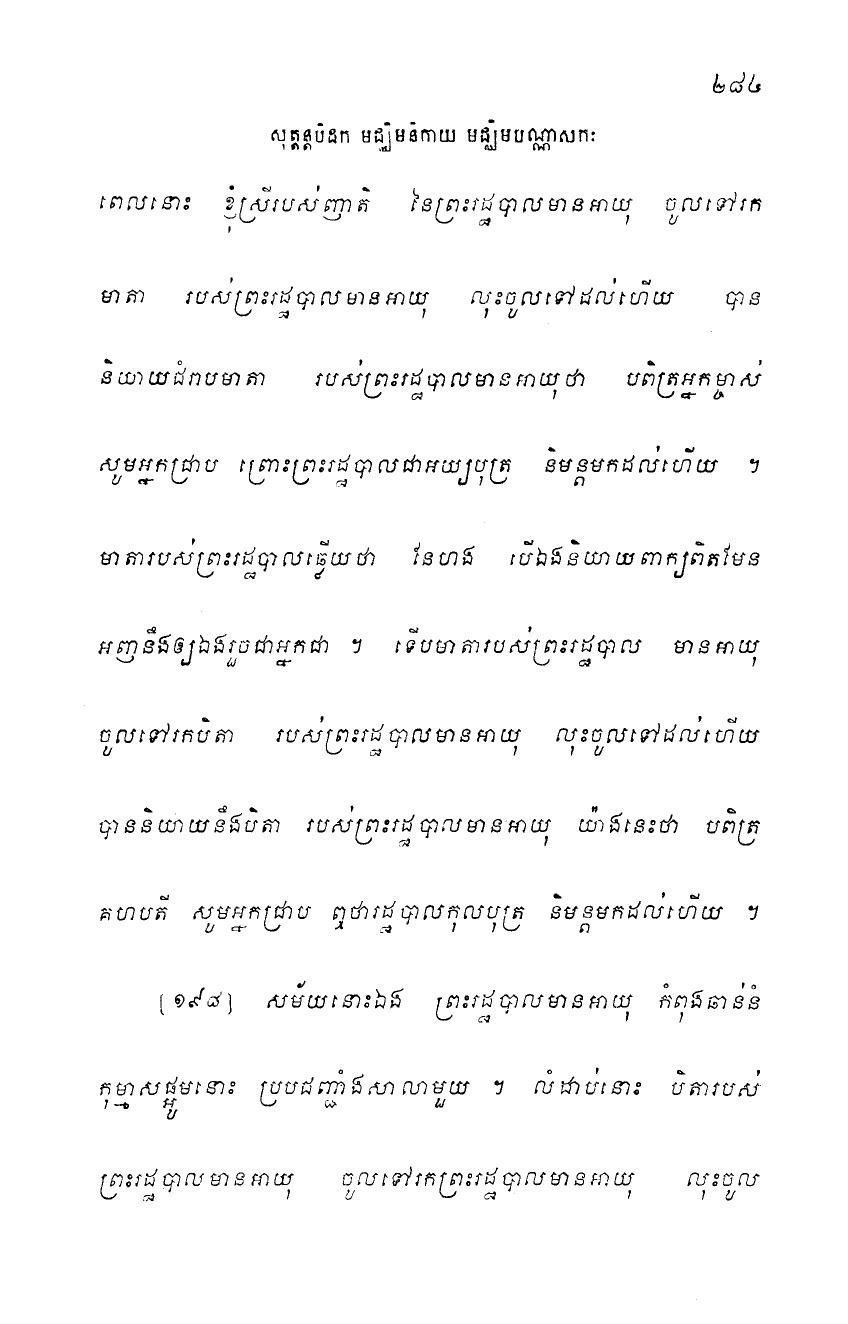 ២៨៤
សុត្តន្តបិដក មជ្ឈិមនិកាយ មជ្ឈិមបណ្ណាសកៈ
ពេលនោះ ខ្ញុំស្រីរបស់ញាតិ នៃព្រះរដ្ឋបាលមានអាយុ ចូលទៅរក
មាតា របស់ព្រះរដ្ឋបាលមានអាយុ លុះចូលទៅដល់ហើយ បាន
និយាយជំរាបមាតា របស់ព្រះរដ្ឋបាលមានអាយុថា បពិត្រអ្នកម្ចាស់
សូមអ្នកជ្រាប ព្រោះព្រះរដ្ឋបាលជាអយ្យបុត្រ និមន្តមកដល់ហើយ ។
មាតារបស់ព្រះរដ្ឋបាលឆ្លើយថា នែហង បើឯងនិយាយពាក្យពិតមែន
អញនឹងឲ្យឯងរួចជាអ្នកជា ។ ទើបមាតារបស់ព្រះរដ្ឋបាល មានអាយុ
ចូលទៅរកបិតា របស់ព្រះរដ្ឋបាលមានអាយុ លុះចូលទៅដល់ហើយ
បាននិយាយនឹងបិតា របស់ព្រះរដ្ឋបាលមានអាយុ យ៉ាងនេះថា បពិត្រ
គហបតី សូមអ្នកជ្រាប ឮថារដ្ឋបាលកុលបុត្រ និមន្តមកដល់ហើយ ។
[១៩៨] សម័យនោះឯង ព្រះរដ្ឋបាលមានអាយុ កំពុងឆាន់នំ
កុម្មាសផ្អូមនោះ ប្របជញ្ជាំងសាលាមួយ ។ លំដាប់នោះ បិតារបស់
ព្រះរដ្ឋបាលមានអាយុ ចូលទៅរកព្រះរដ្ឋបាលមានអាយុ លុះចូល